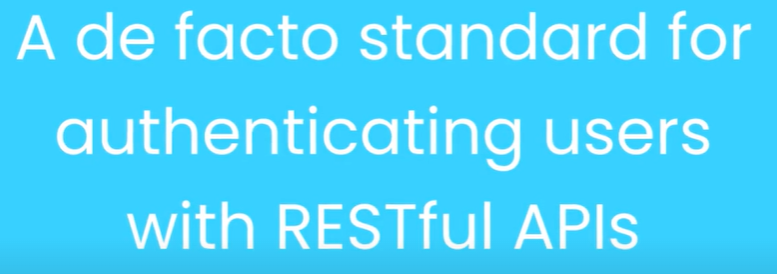 A de facto standard for
authenticating users
with RESTful APIs